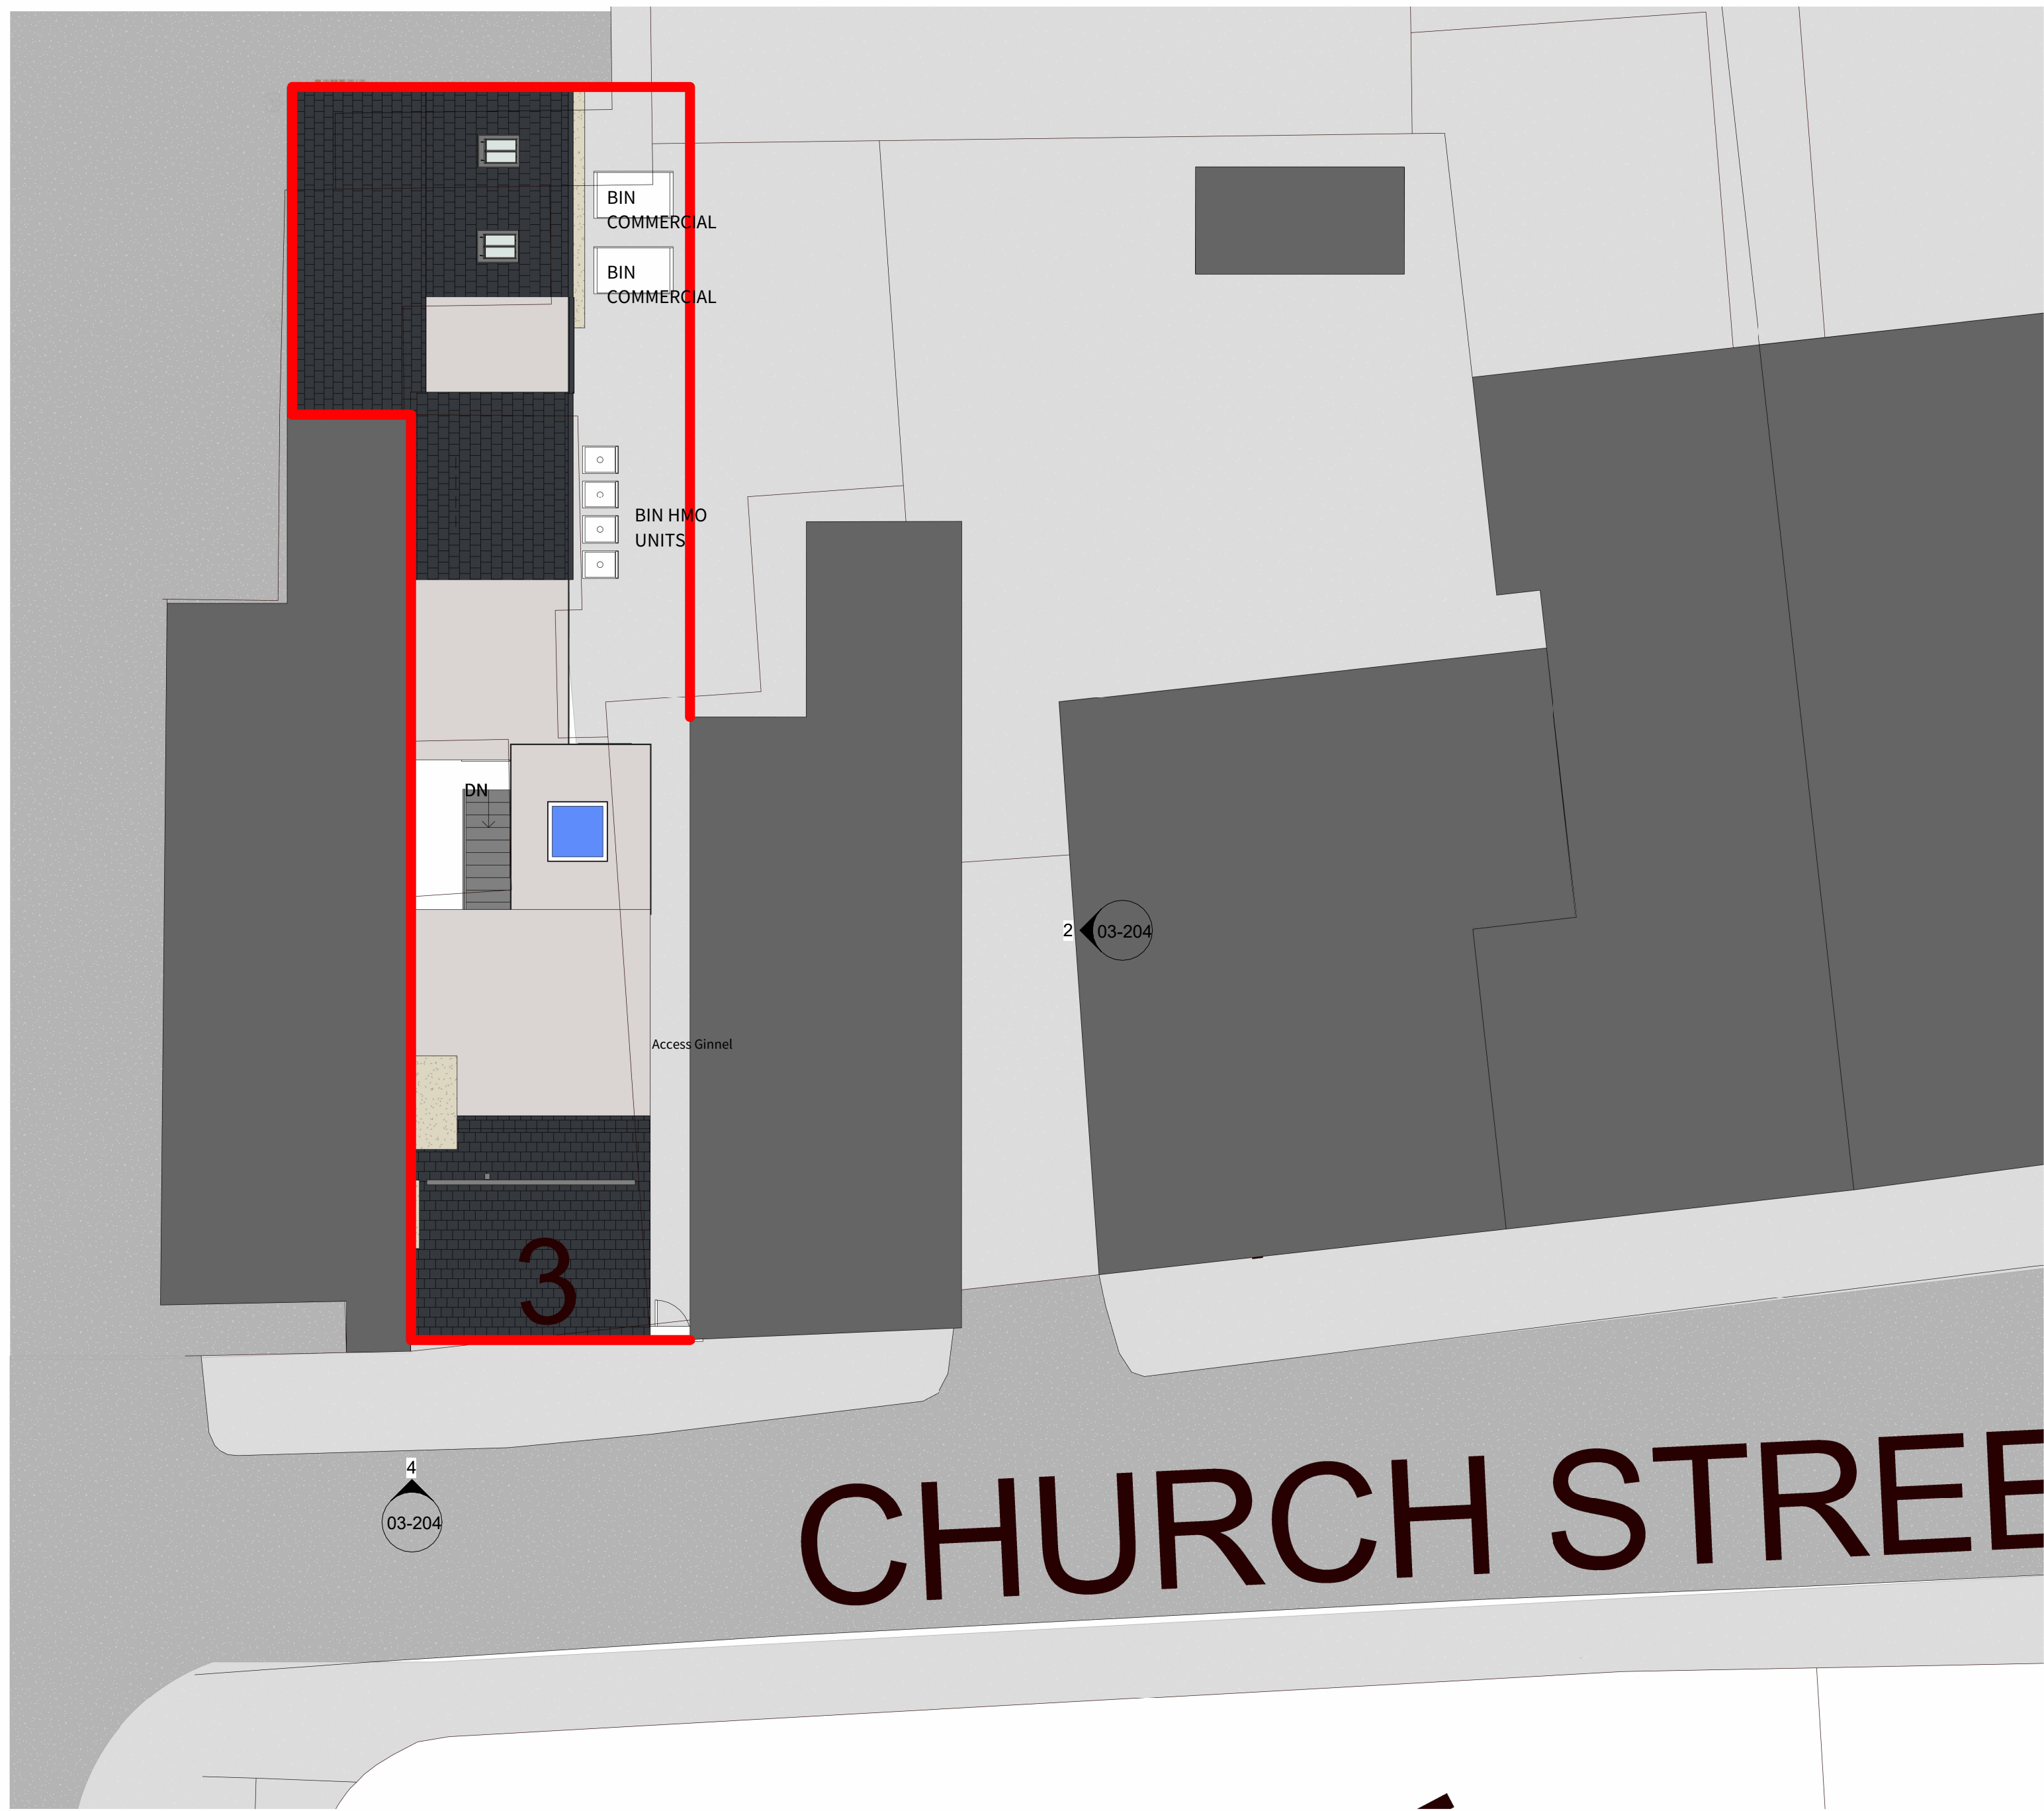 BIN
COMMERCIAL
BIN
COMMERCIAL
BIN HMO
UNITS
DN
2
03-204
Access Ginnel
3
4
03-204
CHURCH STREE